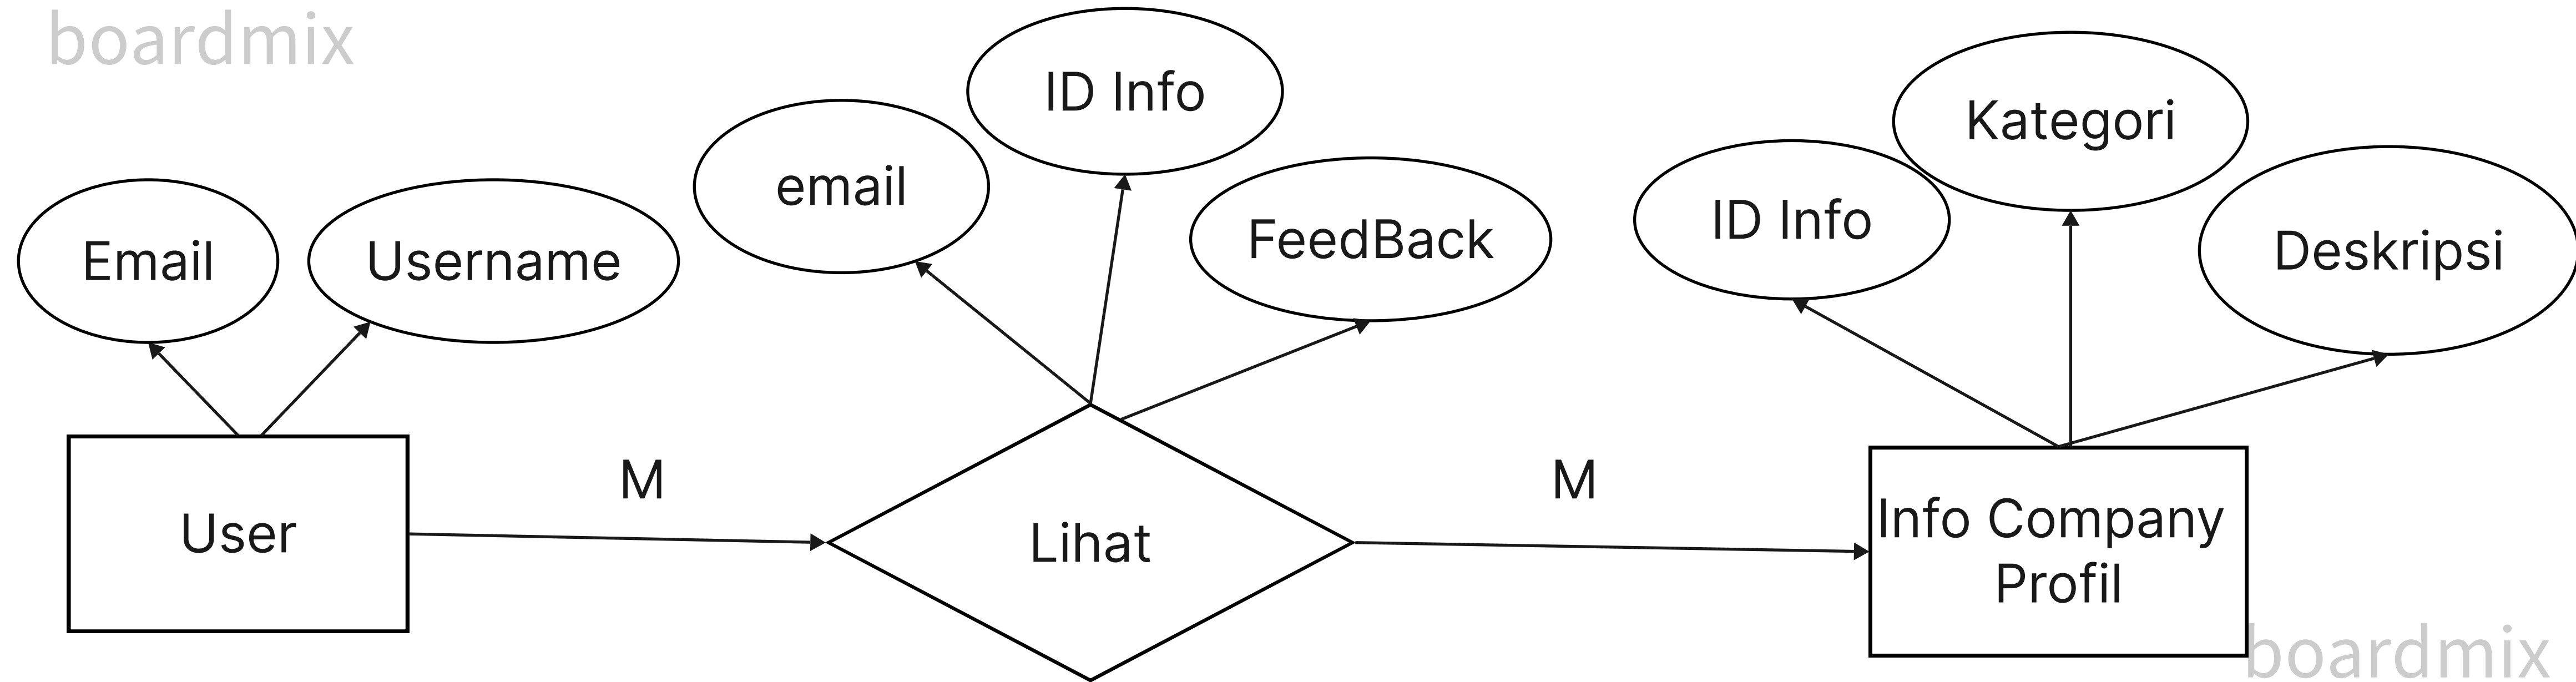 boardmix
ID Info
email
FeedBack
Kategori
ID Info
Deskripsi
Email
Username
M
M
User
Lihat
Info Company
Profil
boardmix